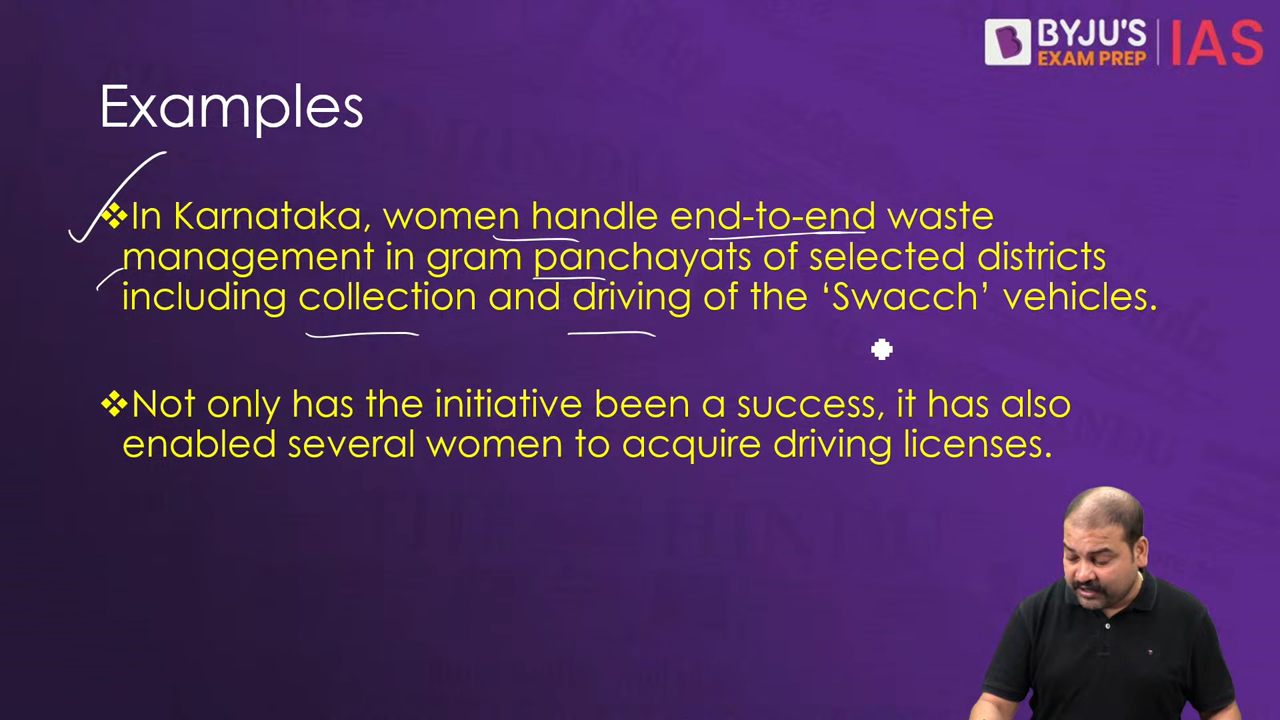 BYJU'S
EXAM PREP
IAS
Examples
❖In Karnataka, women handle end-to-end waste
management in gram panchayats of selected districts
including collection and driving of the ‘Swacch’ vehicles.
❖Not only has the initiative been a success, it has also
enabled several women to acquire driving licenses.